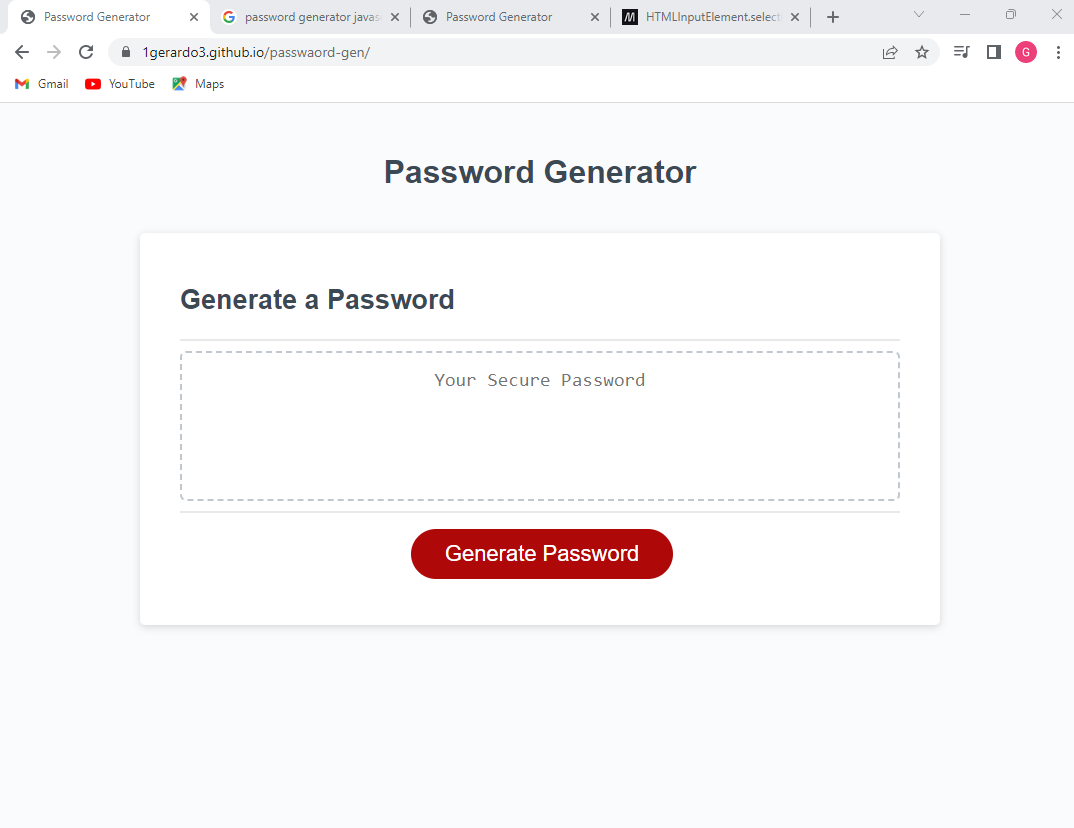 Password Generator
password generator javas
Password Generator
HTMLInputElement.select
1gerardo3.github.io/passwaord-gen/
G
Gmail
YouTube
Maps
Password Generator
Generate a Password
Your Secure Password
Generate Password